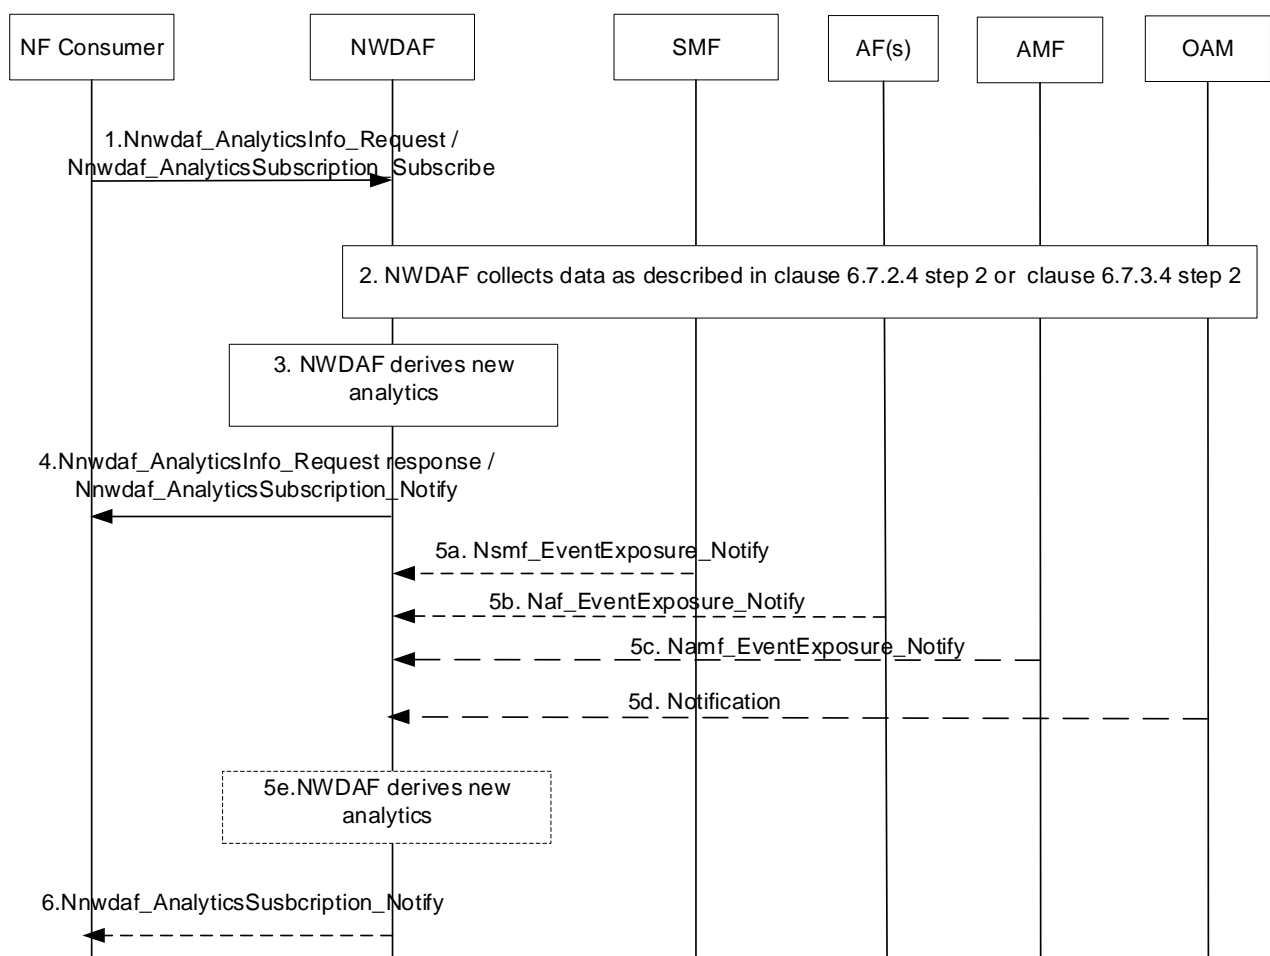 NF Consumer
NWDAF
SMF
AF(s)
AMF
OAM
1.Nnwdaf_AnalyticsInfo_Request /
Nnwdaf_AnalyticsSubscription_Subscribe
2. NWDAF collects data as described in clause 6.7.2.4 step 2 or clause 6.7.3.4 step 2
3. NWDAF derives new
analytics
4.Nnwdaf_AnalyticsInfo_Request response /
Nnwdaf_AnalyticsSubscription_Notify
5a. Nsmf_EventExposure_Notify
5b. Naf_EventExposure_Notify
5c. Namf_EventExposure_Notify
5d. Notification
5e.NWDAF derives new
analytics
6.Nnwdaf_AnalyticsSusbcription_Notify